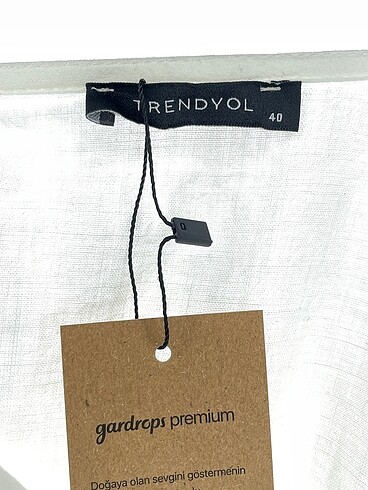 TRENDYOL
40
gardrops premium
Doğaya olan sevgini göstermenin